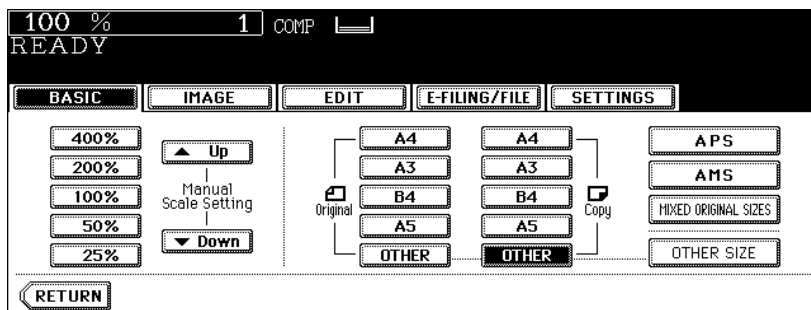 100 % 1 COMP
READY
BASIC IMAGE EDIT E-FILING/FILE SETTINGS
400% Up A4 A4 APS
200% A3 A3 AMS
100% Manual Scale Setting Original B4 B4 Copy MIXED ORIGINAL SIZES
50% Down A5 A5
25% OTHER OTHER OTHER SIZE
RETURN